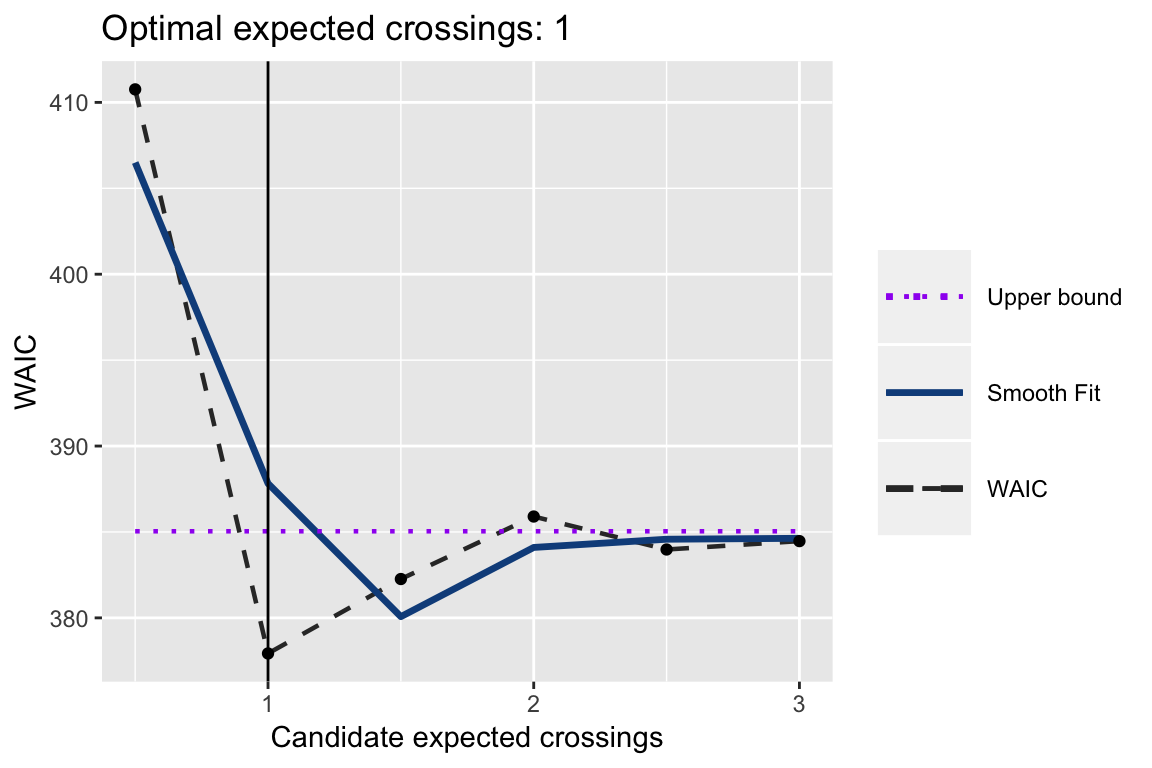 Optimal expected crossings: 1
410
400
390
380
WAIC
1 2 3
Candidate expected crossings
Upper bound
Smooth Fit
WAIC